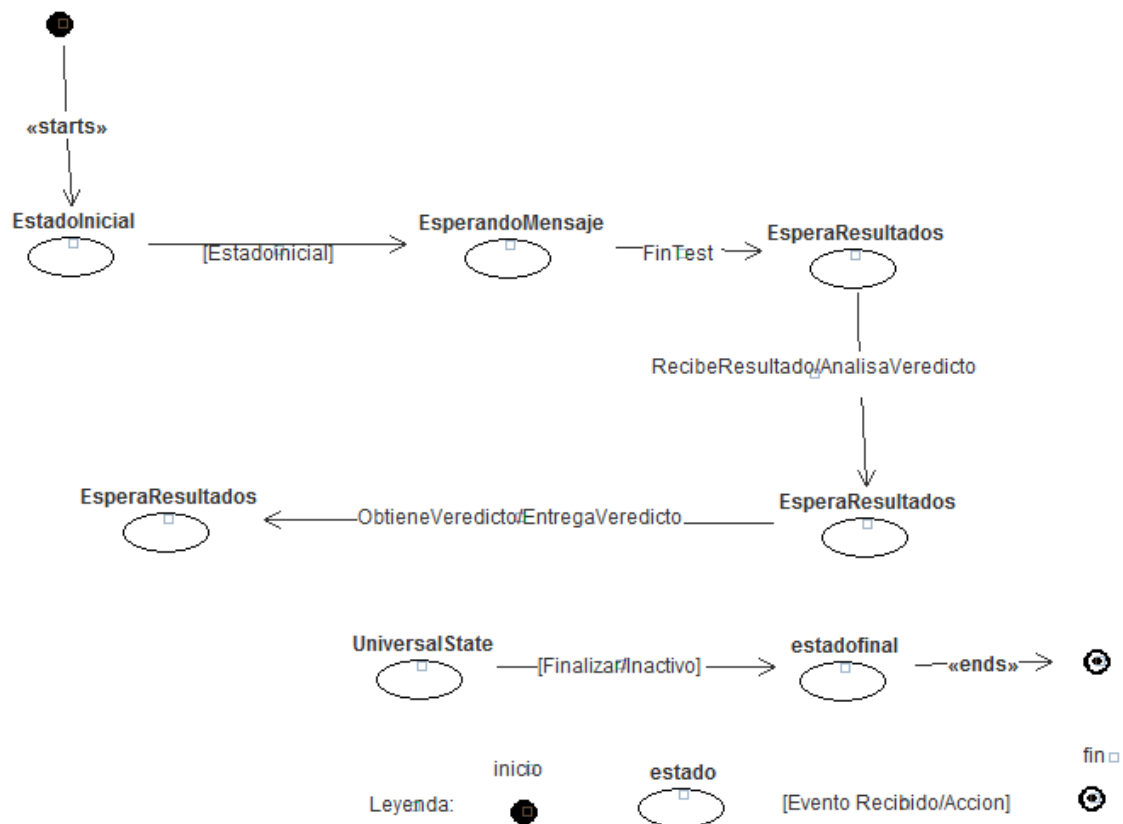 «starts»
EstadoInicial
[EstadoInicial]
EsperandoMensaje
FinTest
EsperaResultados
RecibeResultado/AnalisaVeredicto
EsperaResultados
ObtieneVeredicto/EntregaVeredicto
EsperaResultados
UniversalState
[Finalizar/Inactivo]
estadofinal
«ends»
inicio
estado
fin
Leyenda:
[Evento Recibido/Accion]